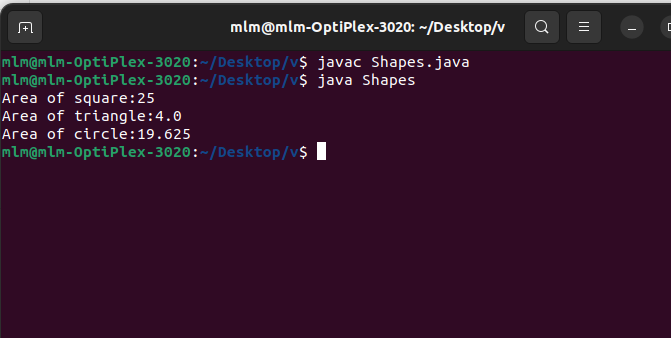 mlm@mlm-OptiPlex-3020: ~/Desktop/v
mlm@mlm-OptiPlex-3020:~/Desktop/v$ javac Shapes.java
mlm@mlm-OptiPlex-3020:~/Desktop/v$ java Shapes
Area of square:25
Area of triangle:4.0
Area of circle:19.625
mlm@mlm-OptiPlex-3020:~/Desktop/v$